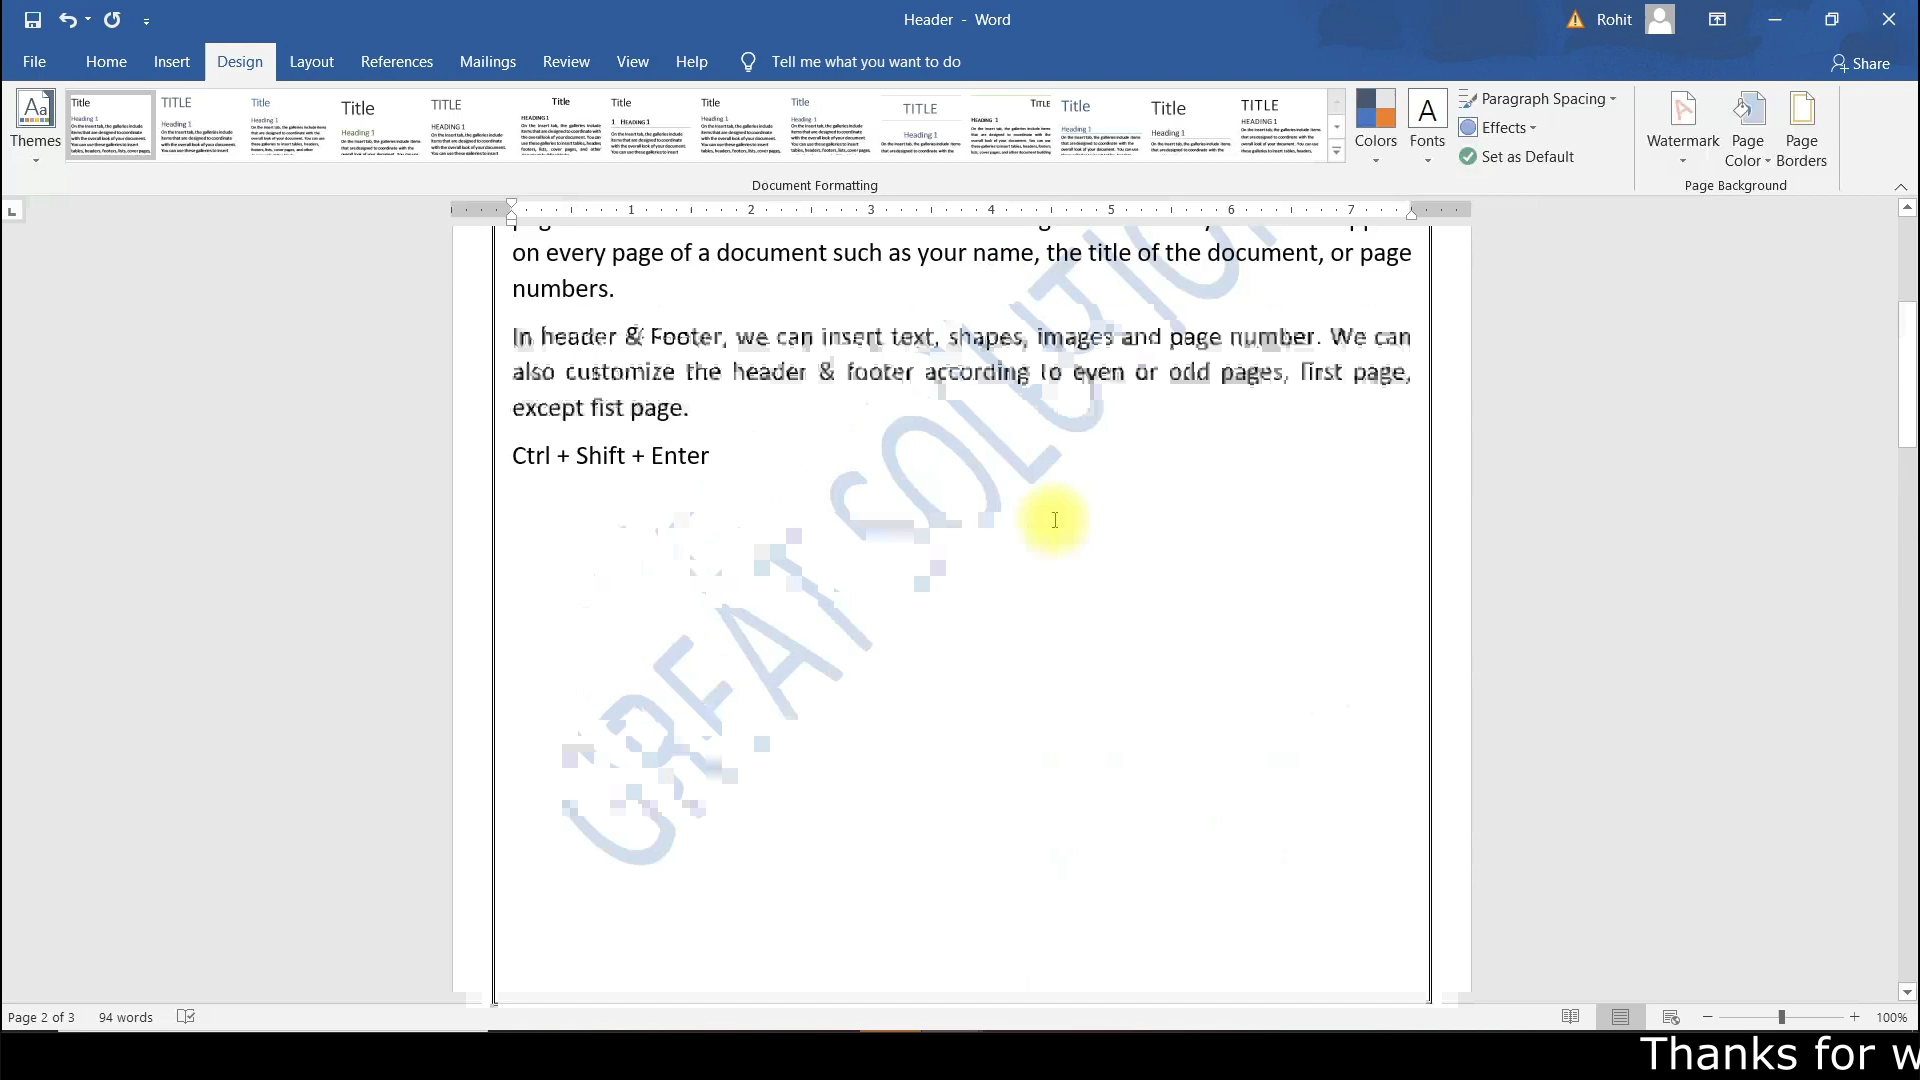 Header - Word
Rohit
File Home Insert Design Layout References Mailings Review View Help Tell me what you want to do Share
Themes
Title
Heading 1
TITLE
Heading 1
Title
Heading 1
Title
Heading 1
TITLE
HEADING 1
Title
HEADING 1
Title
1 HEADING 1
Title
Heading 1
Title
Heading 1
TITLE
Heading 1
TITLE
HEADING 1
Title
Heading 1
Title
Heading 1
TITLE
HEADING 1
Colors
Fonts
Paragraph Spacing
Effects
Set as Default
Watermark
Page Color
Page Borders
Document Formatting
Page Background
1 2 3 4 5 6 7
on every page of a document such as your name, the title of the document, or page
numbers.
In header & Footer, we can insert text, shapes, images and page number. We can
also customize the header & footer according to even or odd pages, first page,
except fist page.
Ctrl + Shift + Enter
GREAT SOLUTION
Page 2 of 3 94 words
100%
Thanks for w